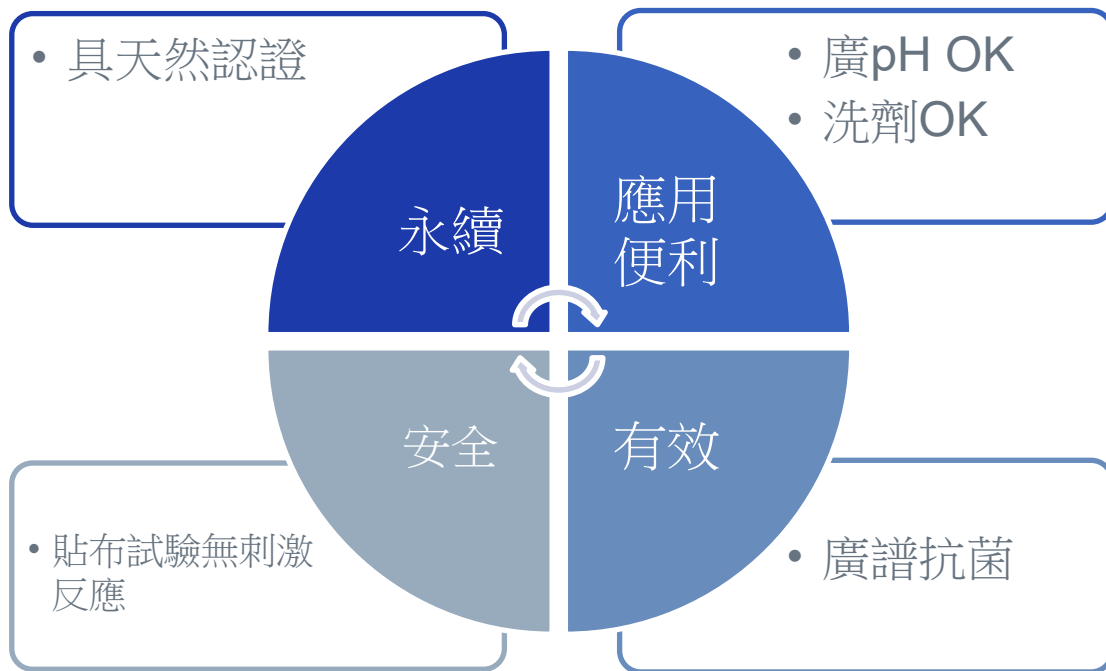 • 具天然認證
• 廣pH OK
• 洗劑OK
永續
應用
便利
安全
有效
• 貼布試驗無刺激
反應
• 廣譜抗菌